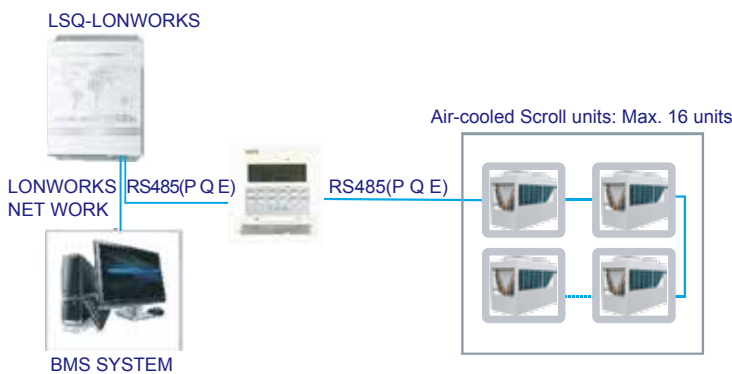 LSQ-LONWORKS
Air-cooled Scroll units: Max. 16 units
LONWORKS
NET WORK
RS485(P Q E)
RS485(P Q E)
BMS SYSTEM